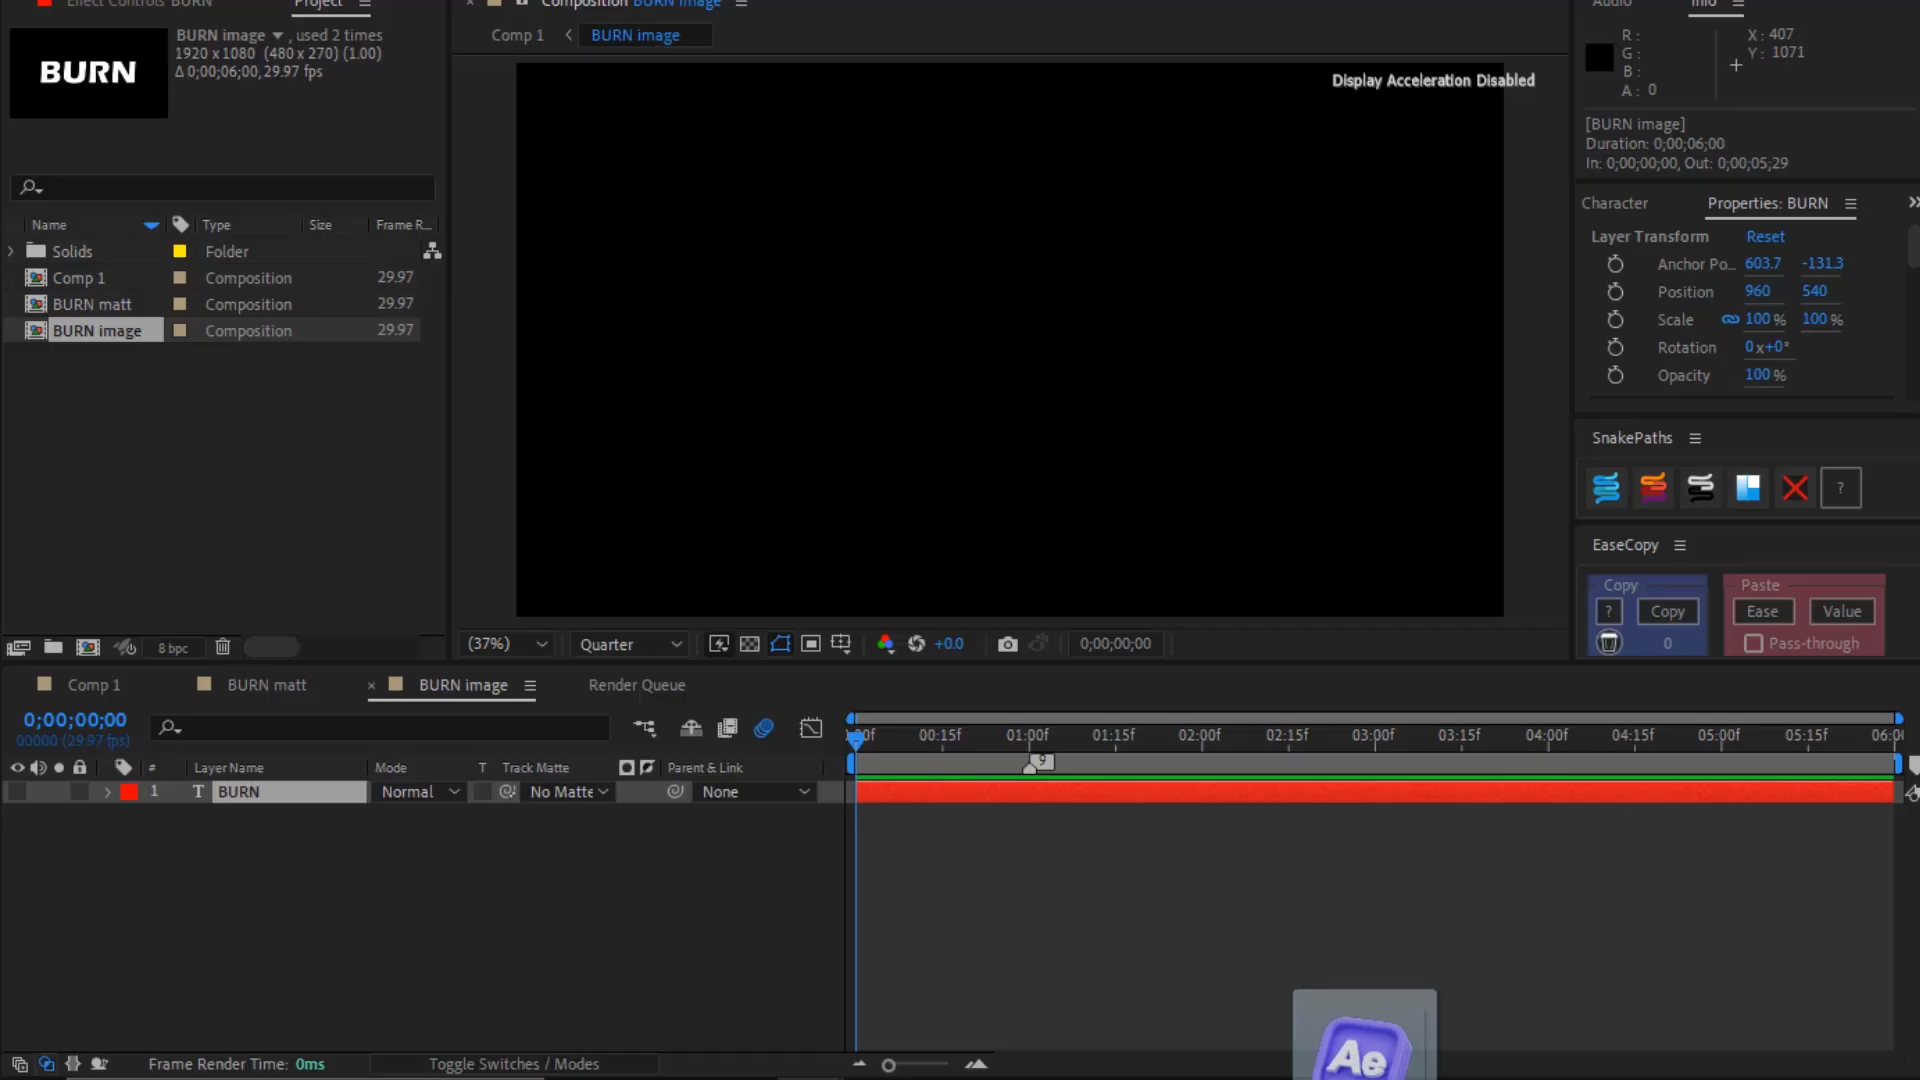 Effect Controls BURN
Project
Composition BURN image
Audio
Info
BURN image , used 2 times
1920 x 1080 (480 x 270) (1.00)
Δ 0;00;06;00, 29.97 fps
BURN
Comp 1
BURN image
Display Acceleration Disabled
R :
G :
B :
A : 0
X : 407
Y : 1071
[BURN image]
Duration: 0;00;06;00
In: 0;00;00;00, Out: 0;00;05;29
Name Type Size Frame R...
Solids Folder
Comp 1 Composition 29.97
BURN matt Composition 29.97
BURN image Composition 29.97
Character Properties: BURN
Layer Transform Reset
Anchor Po... 603.7 -131.3
Position 960 540
Scale 100 % 100 %
Rotation 0x+0°
Opacity 100 %
SnakePaths
?
EaseCopy
Copy Paste
? Copy Ease Value
0 Pass-through
8 bpc
(37%) Quarter +0.0 0;00;00;00
Comp 1 BURN matt × BURN image Render Queue
0;00;00;00
00000 (29.97 fps)
00:15f 01:00f 01:15f 02:00f 02:15f 03:00f 03:15f 04:00f 04:15f 05:00f 05:15f
9
# Layer Name Mode T Track Matte Parent & Link
1 T BURN Normal No Matte None
Ae
Frame Render Time: 0ms Toggle Switches / Modes